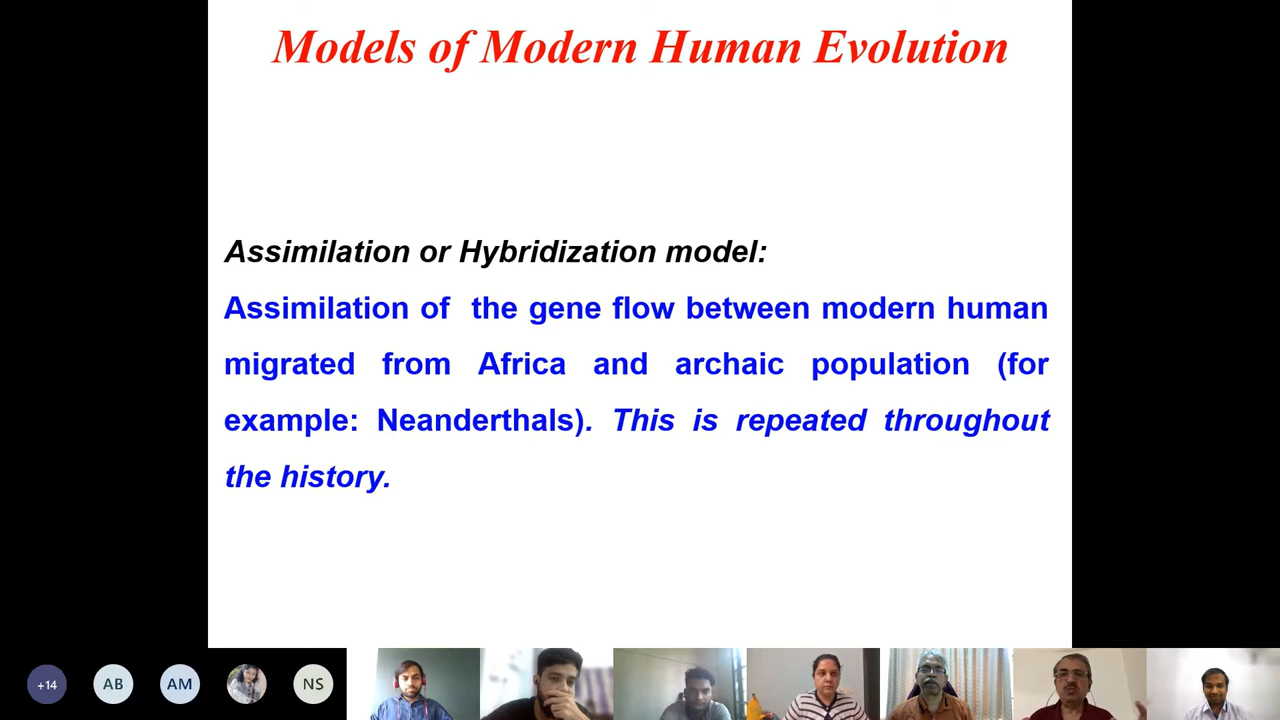 Models of Modern Human Evolution
Assimilation or Hybridization model:
Assimilation of the gene flow between modern human
migrated from Africa and archaic population (for
example: Neanderthals). This is repeated throughout
the history.
+14
AB
AM
NS